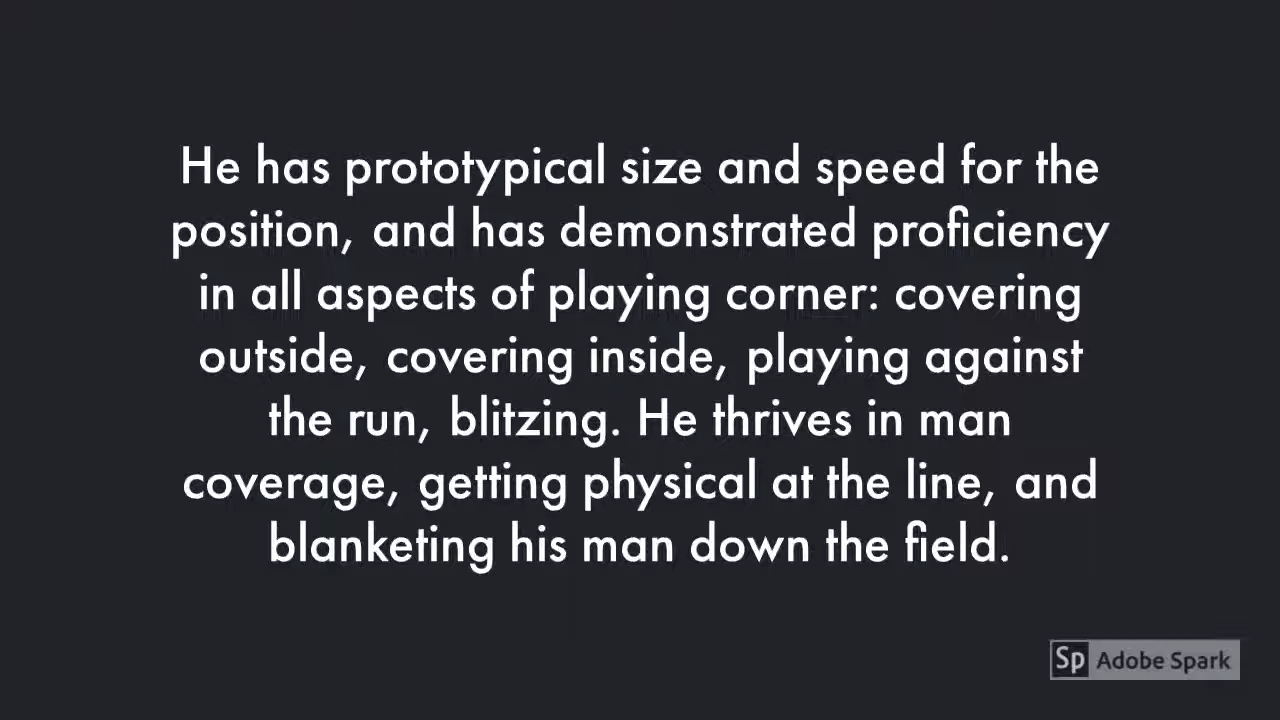 He has prototypical size and speed for the
position, and has demonstrated proficiency
in all aspects of playing corner: covering
outside, covering inside, playing against
the run, blitzing. He thrives in man
coverage, getting physical at the line, and
blanketing his man down the field.
Sp Adobe Spark